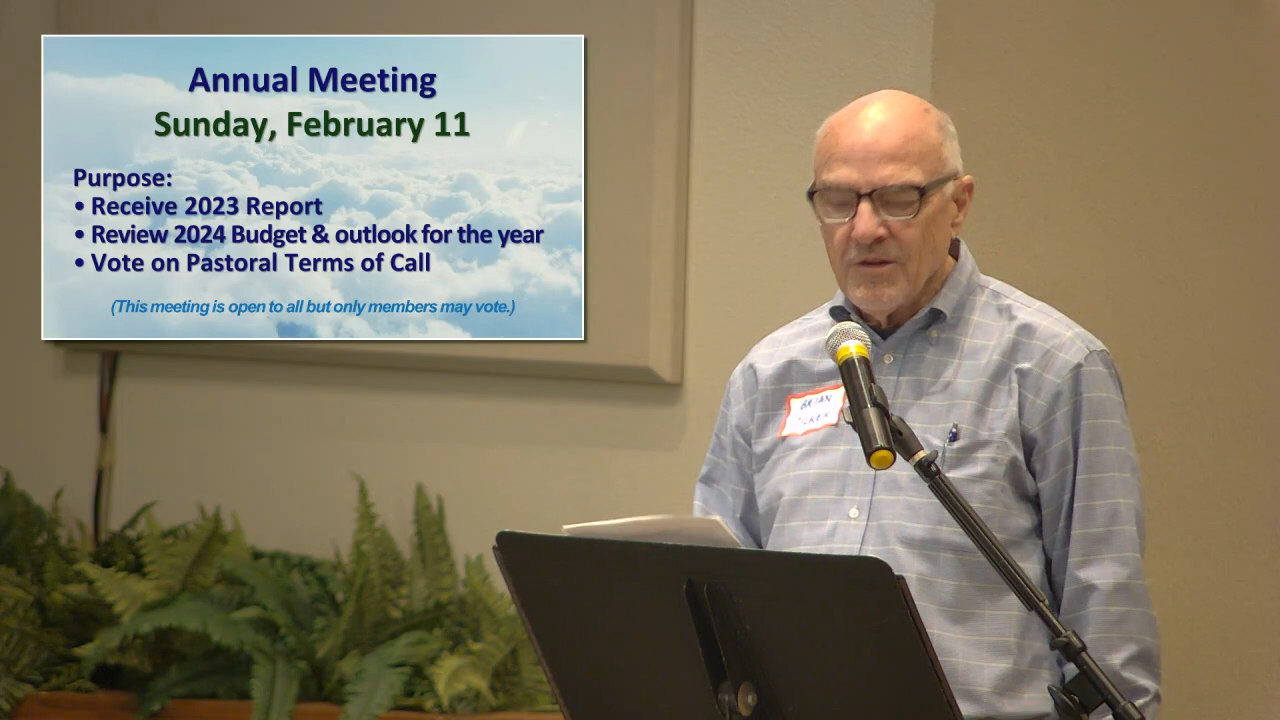 Annual Meeting
Sunday, February 11
Purpose:
• Receive 2023 Report
• Review 2024 Budget & outlook for the year
• Vote on Pastoral Terms of Call
(This meeting is open to all but only members may vote.)
BRIAN